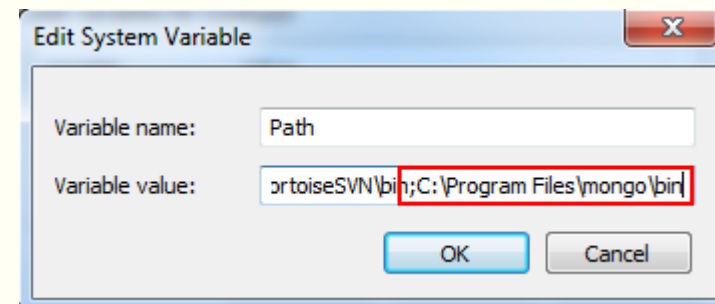 Edit System Variable
Variable name: Path
Variable value: ortoiseSVN\bin;C:\Program Files\mongo\bin
OK Cancel